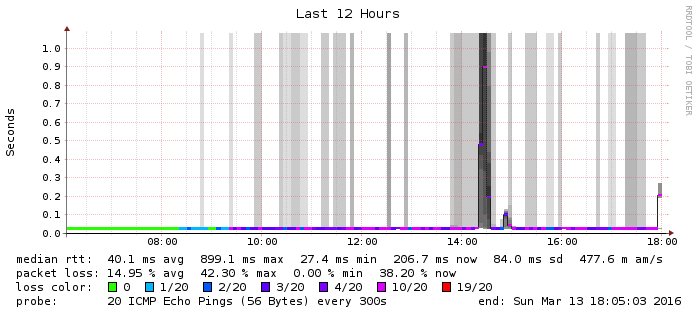 Last 12 Hours
RRDTOOL / TOBI OETIKER
Seconds
1.0
0.9
0.8
0.7
0.6
0.5
0.4
0.3
0.2
0.1
0.0
08:00 10:00 12:00 14:00 16:00 18:00
median rtt: 40.1 ms avg 899.1 ms max 27.4 ms min 206.7 ms now 84.0 ms sd 477.6 m am/s
packet loss: 14.95 % avg 42.30 % max 0.00 % min 38.20 % now
loss color: 0 1/20 2/20 3/20 4/20 10/20 19/20
probe: 20 ICMP Echo Pings (56 Bytes) every 300s end: Sun Mar 13 18:05:03 2016